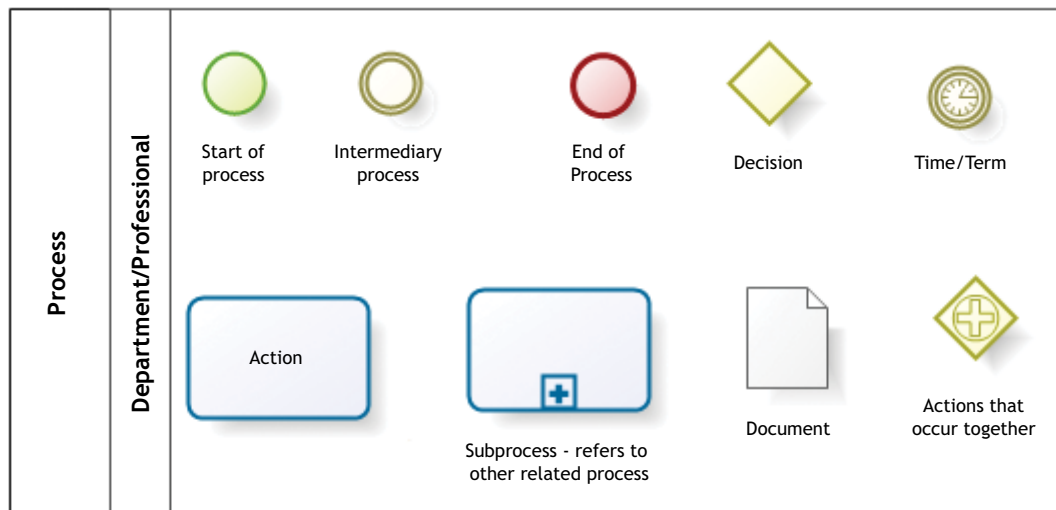 Process
Department/Professional
Start of
process
Intermediary
process
End of
Process
Decision
Time/Term
Action
Subprocess - refers to
other related process
Document
Actions that
occur together